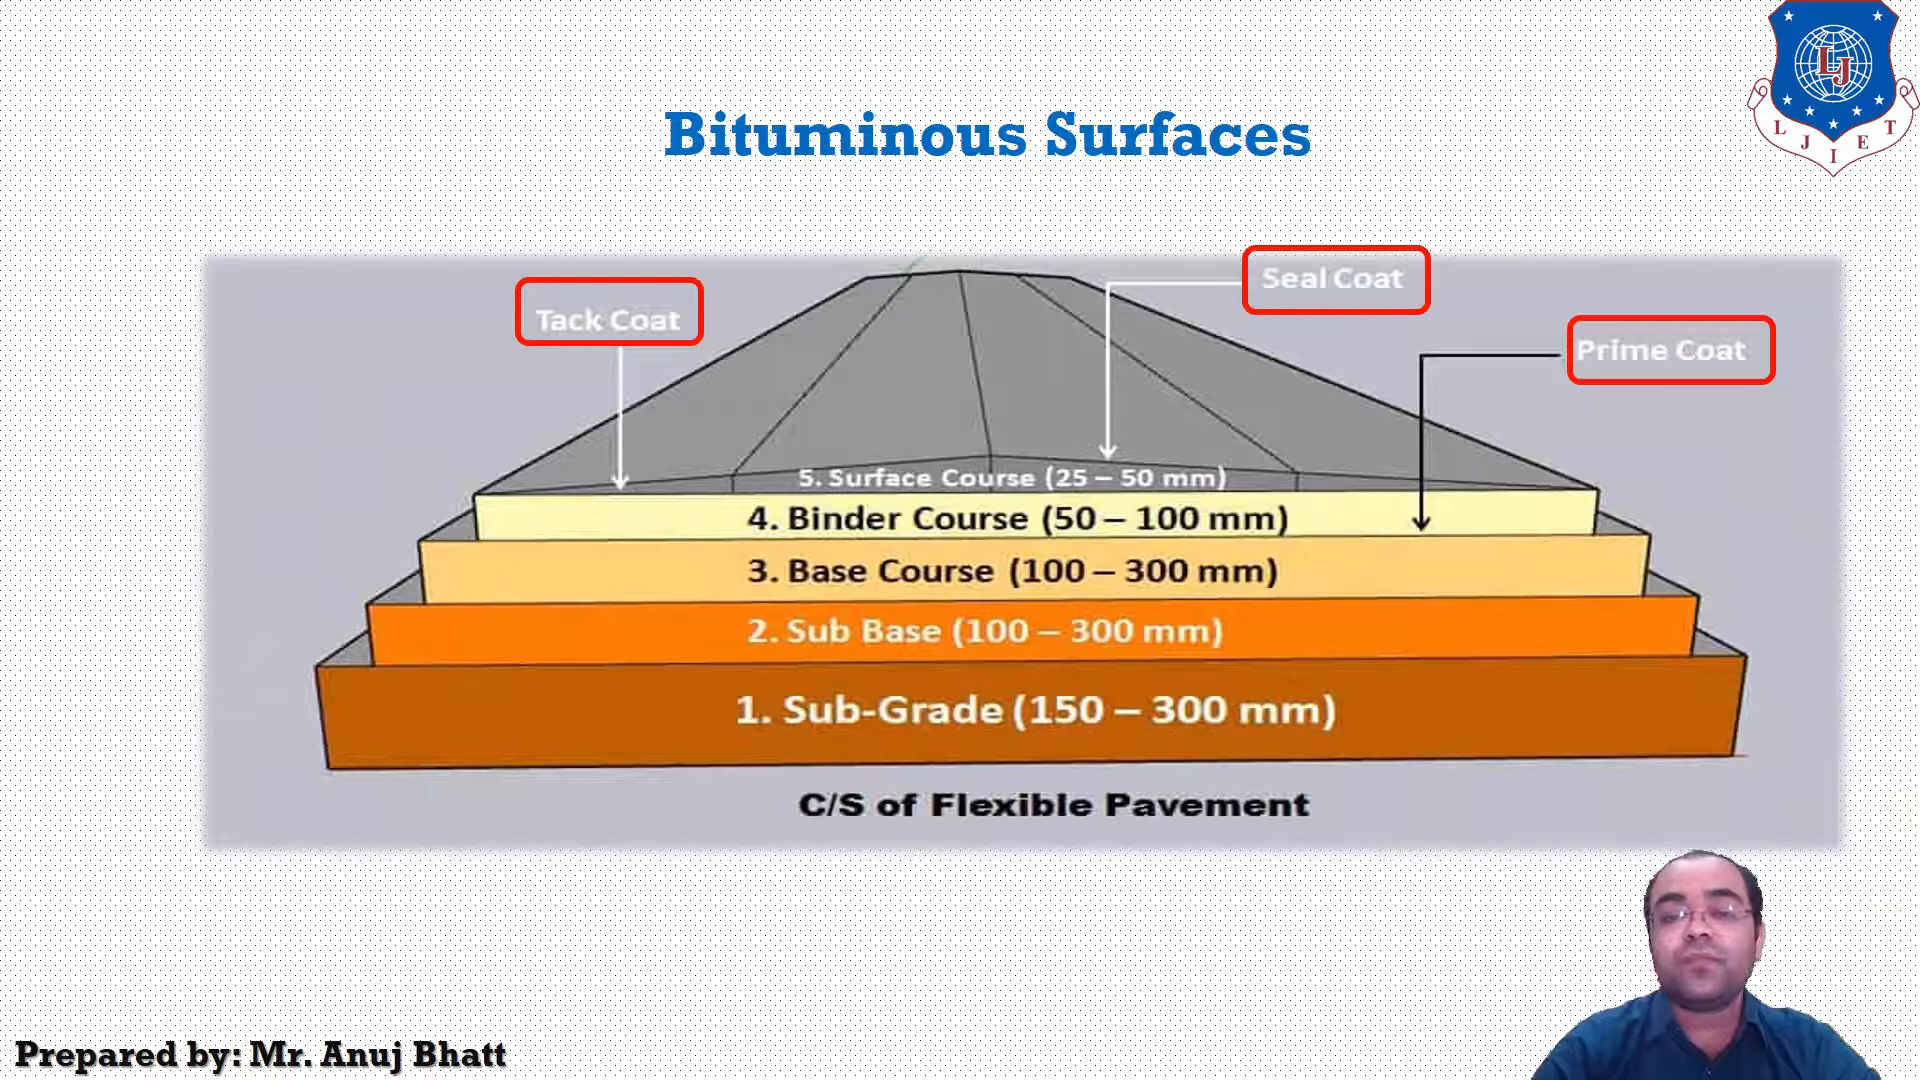 Bituminous Surfaces
LJ
L J I E T
Seal Coat
Tack Coat
Prime Coat
5. Surface Course (25 – 50 mm)
4. Binder Course (50 – 100 mm)
3. Base Course (100 – 300 mm)
2. Sub Base (100 – 300 mm)
1. Sub-Grade (150 – 300 mm)
C/S of Flexible Pavement
Prepared by: Mr. Anuj Bhatt